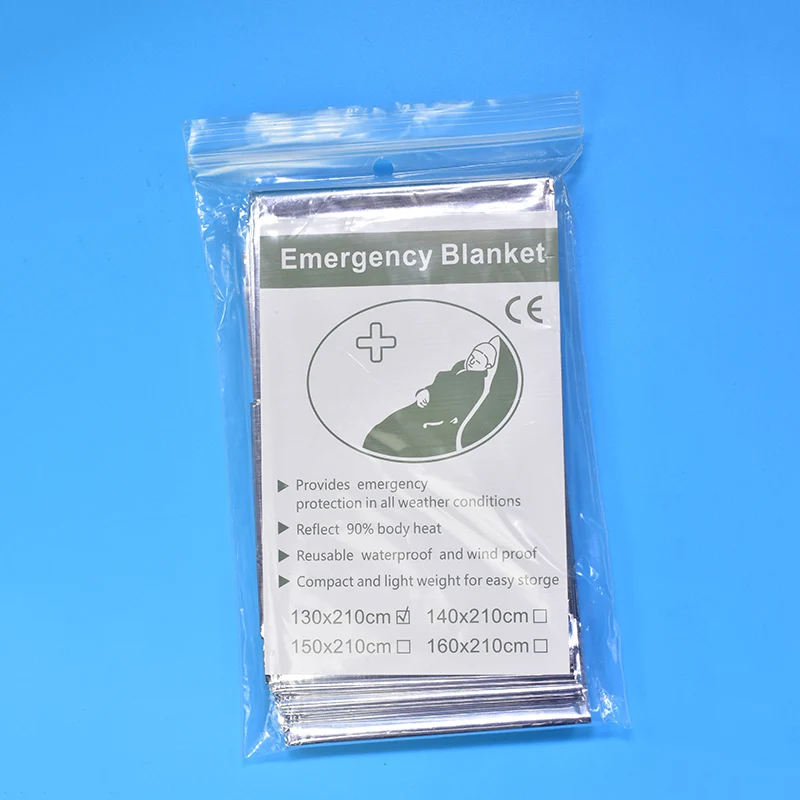 Emergency Blanket
CE
▶ Provides emergency
protection in all weather conditions
▶ Reflect 90% body heat
▶ Reusable waterproof and wind proof
▶ Compact and light weight for easy storge
130x210cm ☑ 140x210cm ☐
150x210cm ☐ 160x210cm ☐